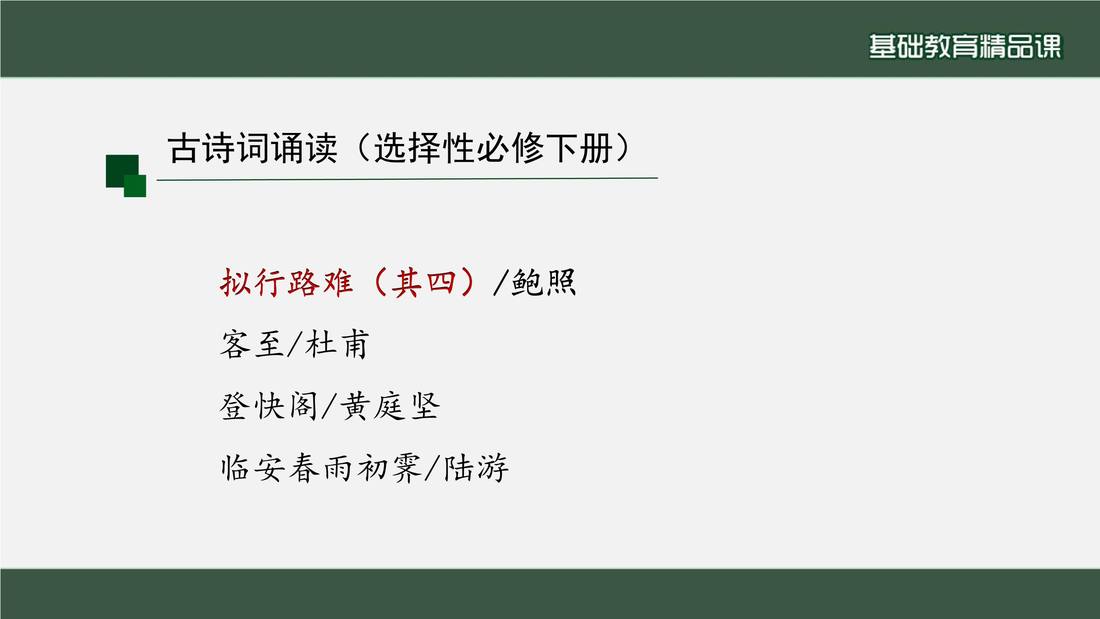 基础教育精品课
古诗词诵读（选择性必修下册）
拟行路难（其四）/鲍照
客至/杜甫
登快阁/黄庭坚
临安春雨初霁/陆游